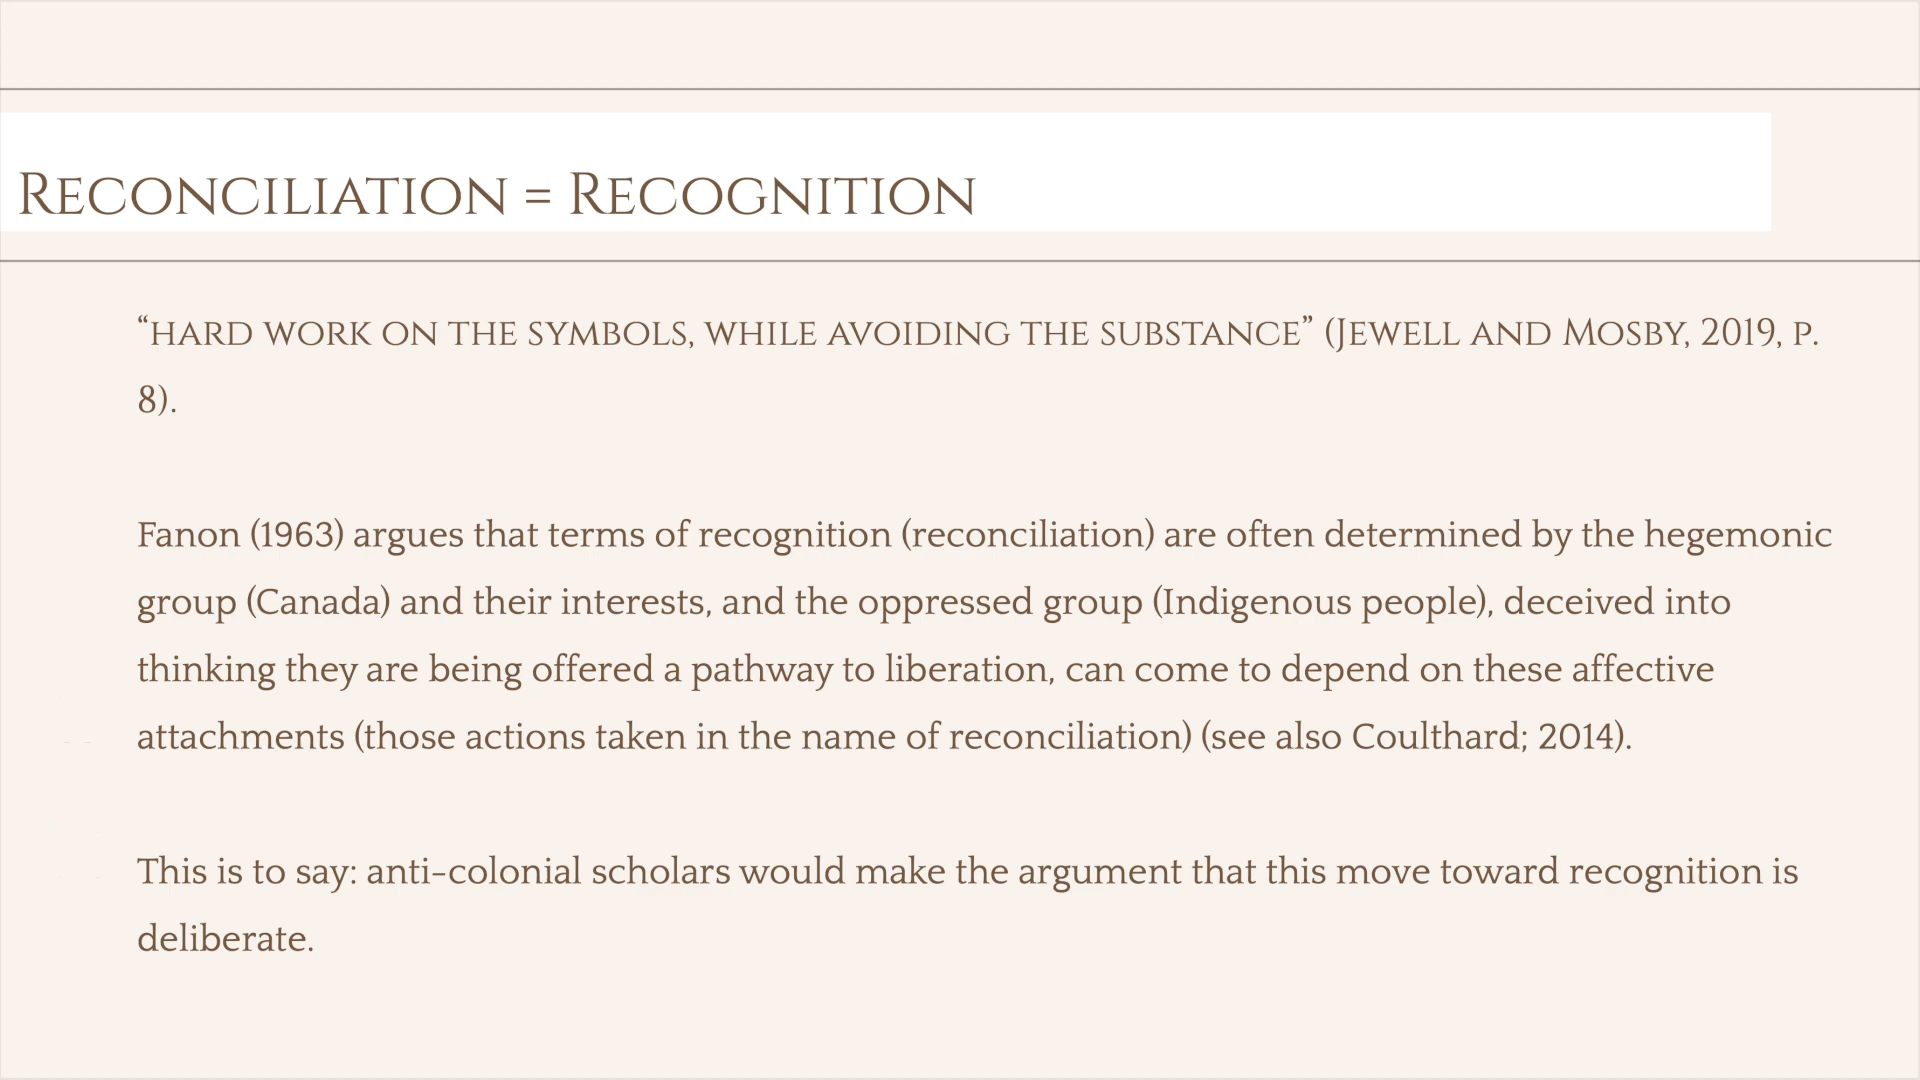 Reconciliation = Recognition
“hard work on the symbols, while avoiding the substance” (Jewell and Mosby, 2019, p.
8).
Fanon (1963) argues that terms of recognition (reconciliation) are often determined by the hegemonic
group (Canada) and their interests, and the oppressed group (Indigenous people), deceived into
thinking they are being offered a pathway to liberation, can come to depend on these affective
attachments (those actions taken in the name of reconciliation) (see also Coulthard; 2014).
This is to say: anti-colonial scholars would make the argument that this move toward recognition is
deliberate.